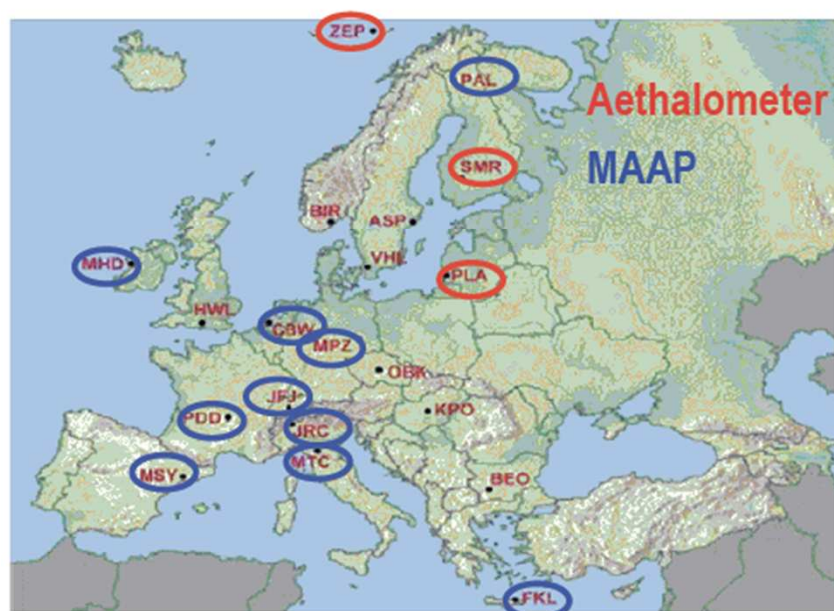 ZEP
PAL
Aethalometer
SMR
MAAP
BIR
ASP
MHD
VHL
PLA
HWL
CBW
MPZ
OBK
JFJ
PDD
KPO
JRC
MTC
MSY
BEO
FKL